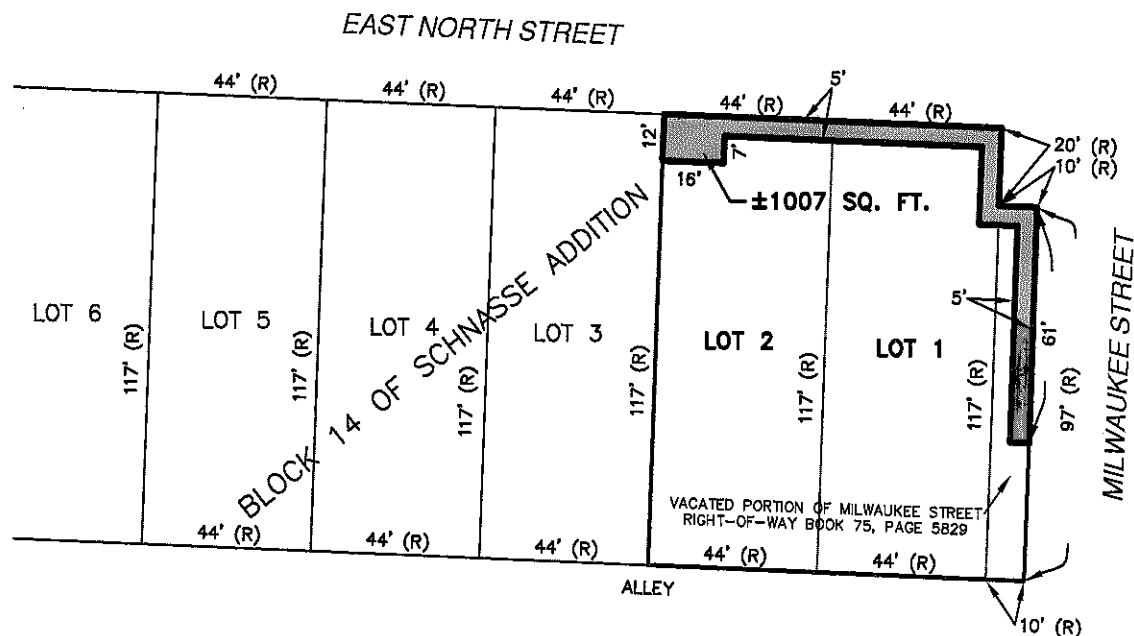 EAST NORTH STREET
44' (R)
44' (R)
44' (R)
44' (R)
5'
44' (R)
20' (R)
10' (R)
12'
7'
16'
±1007 SQ. FT.
BLOCK 14 OF SCHNASSE ADDITION
LOT 6
LOT 5
LOT 4
LOT 3
LOT 2
LOT 1
5'
61'
117' (R)
117' (R)
117' (R)
117' (R)
117' (R)
117' (R)
97' (R)
MILWAUKEE STREET
VACATED PORTION OF MILWAUKEE STREET
RIGHT-OF-WAY BOOK 75, PAGE 5829
44' (R)
44' (R)
44' (R)
44' (R)
44' (R)
ALLEY
10' (R)